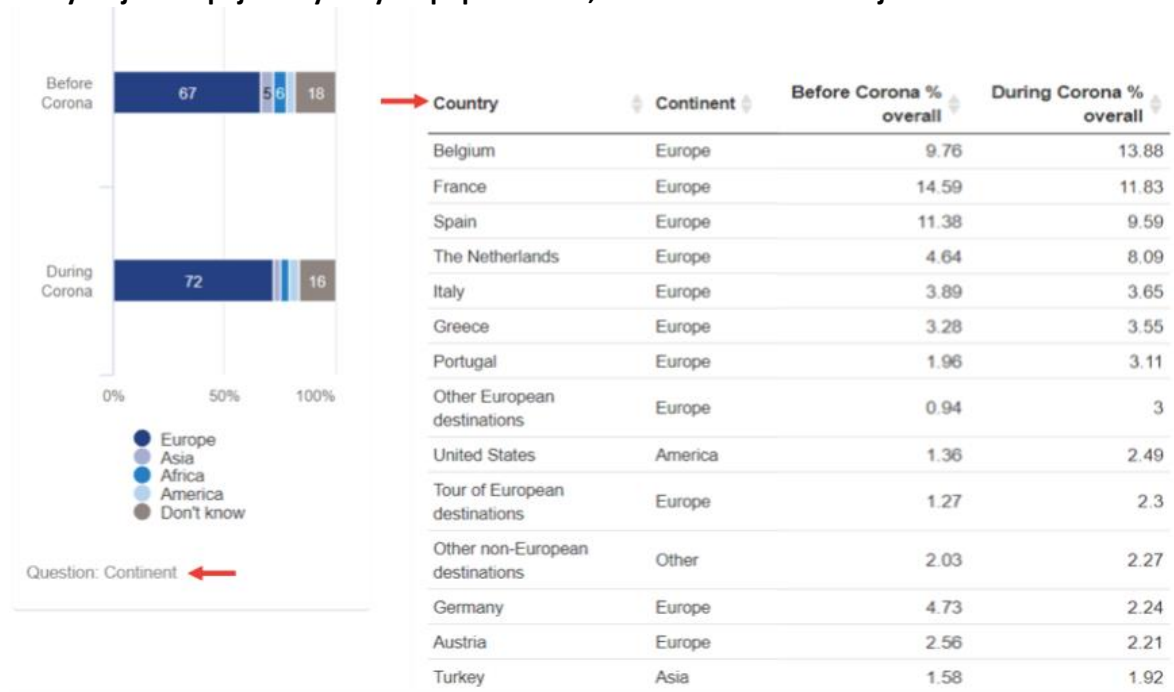 Before
Corona
67
5
6
18
During
Corona
72
16
0%
50%
100%
Europe
Asia
Africa
America
Don't know
Question: Continent
Country Continent Before Corona % overall During Corona % overall
Belgium Europe 9.76 13.88
France Europe 14.59 11.83
Spain Europe 11.38 9.59
The Netherlands Europe 4.64 8.09
Italy Europe 3.89 3.65
Greece Europe 3.28 3.55
Portugal Europe 1.96 3.11
Other European
destinations Europe 0.94 3
United States America 1.36 2.49
Tour of European
destinations Europe 1.27 2.3
Other non-European
destinations Other 2.03 2.27
Germany Europe 4.73 2.24
Austria Europe 2.56 2.21
Turkey Asia 1.58 1.92